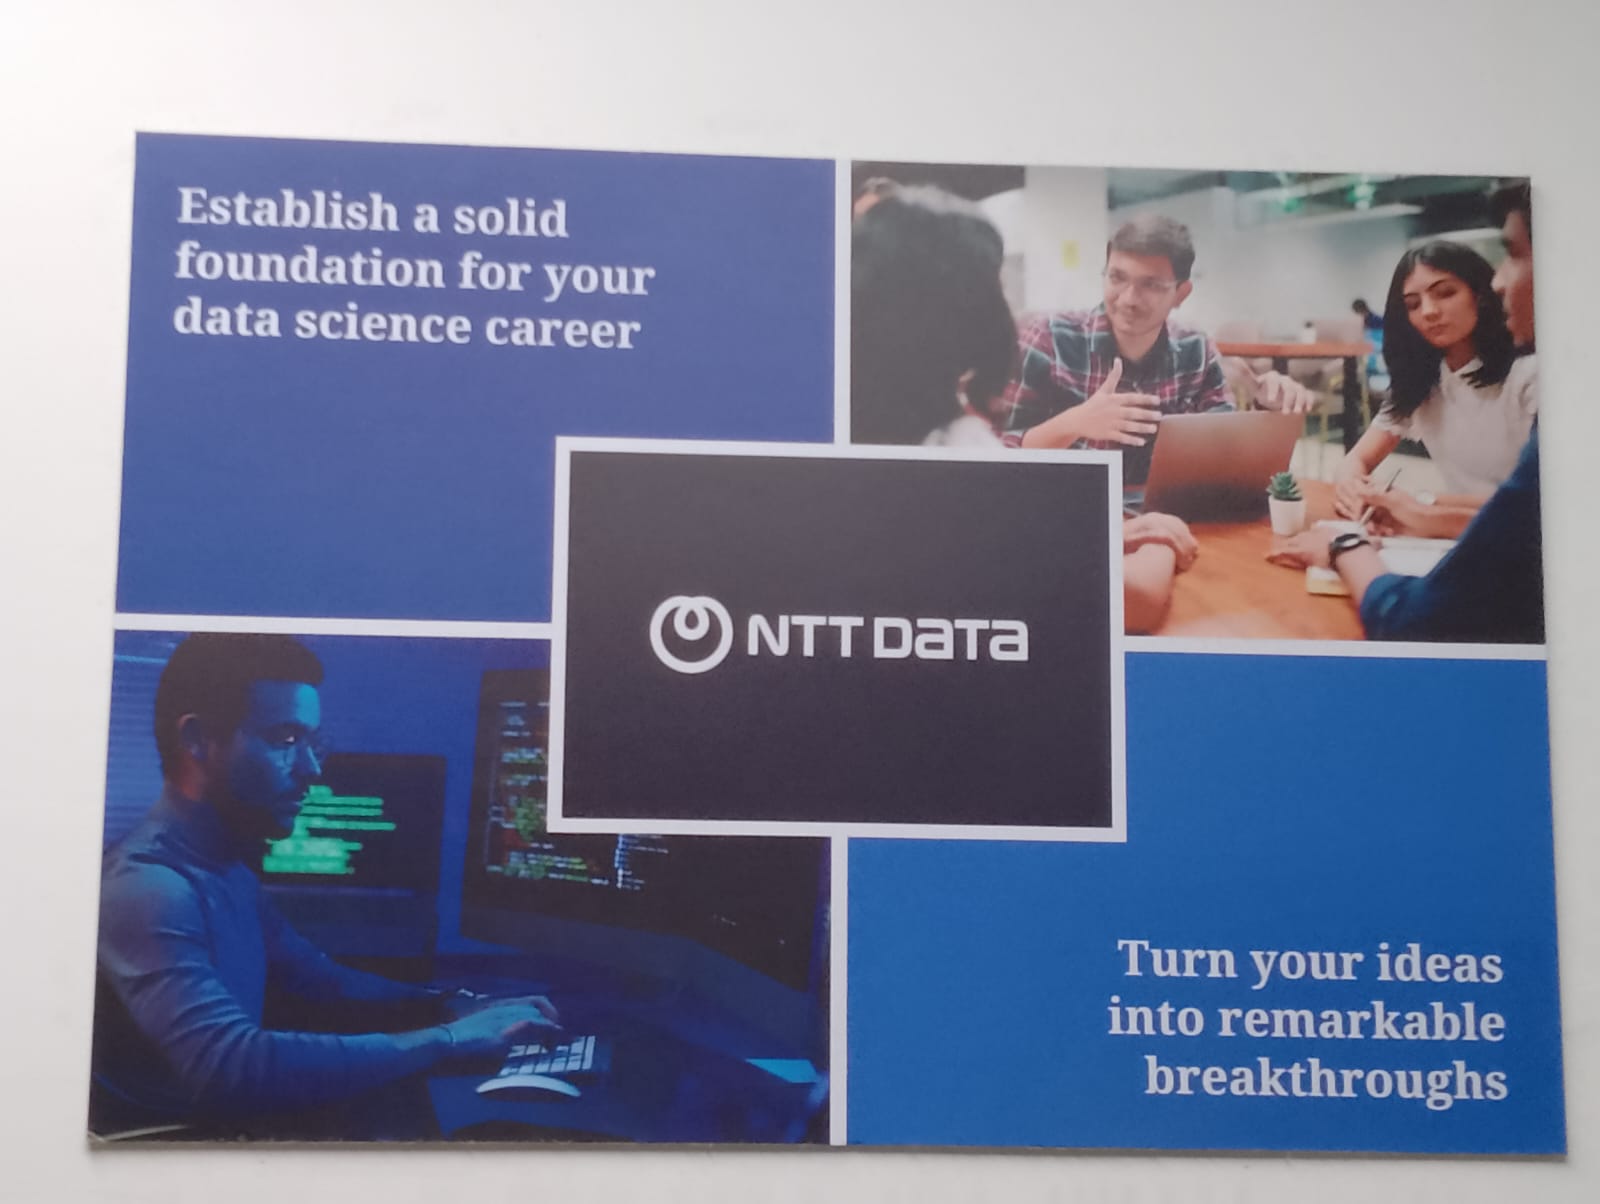 Establish a solid
foundation for your
data science career
NTT DATA
Turn your ideas
into remarkable
breakthroughs